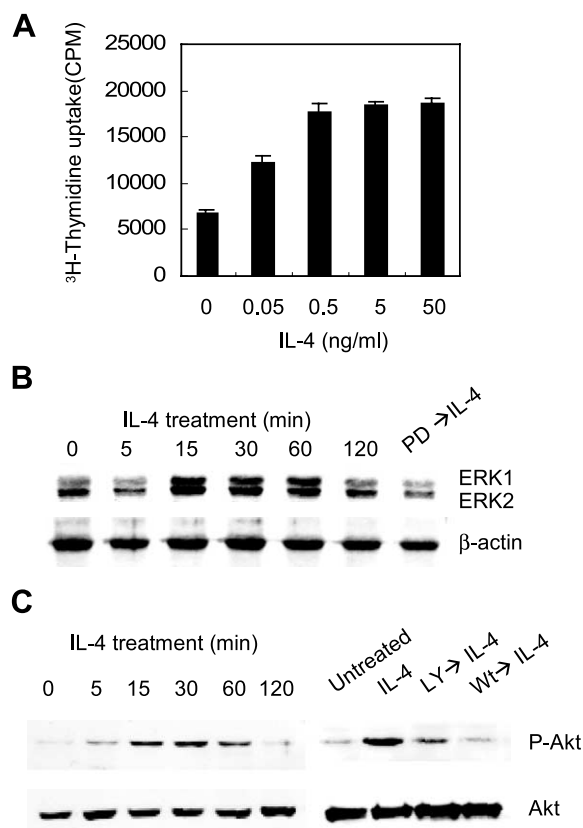 A
³H-Thymidine uptake(CPM)
25000
20000
15000
10000
5000
0
0 0.05 0.5 5 50
IL-4 (ng/ml)
B
IL-4 treatment (min)
0 5 15 30 60 120 PD →IL-4
ERK1
ERK2
β-actin
C
IL-4 treatment (min)
0 5 15 30 60 120 Untreated IL-4 LY→ IL-4 Wt→ IL-4
P-Akt
Akt